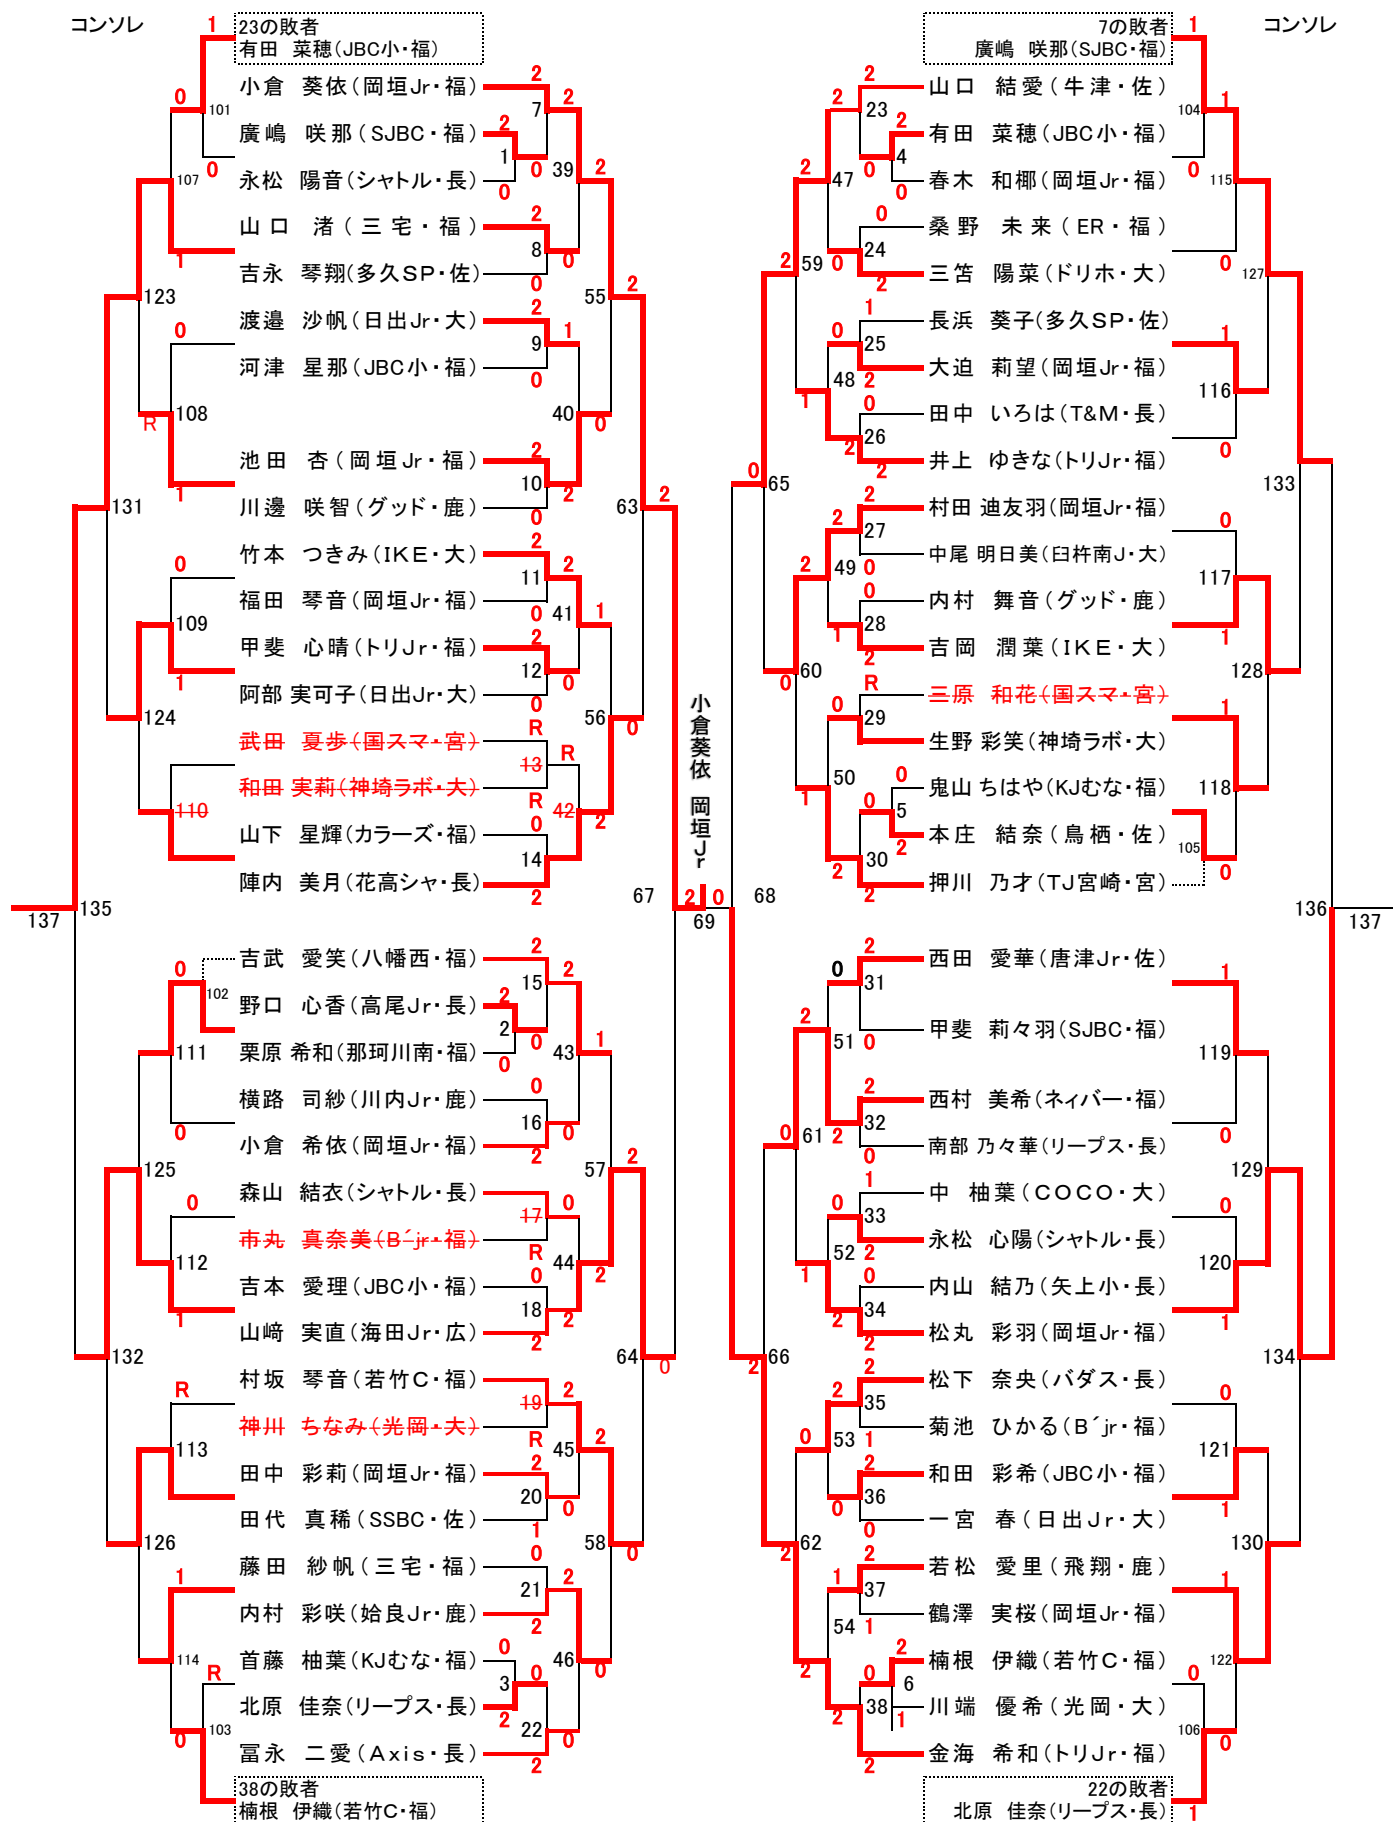 コンソレ
23の敗者
有田 菜穂(JBC小・福)
小倉 葵依(岡垣Jr・福)
廣嶋 咲那(SJBC・福)
永松 陽音(シャトル・長)
山口 渚(三宅・福)
吉永 琴翔(多久SP・佐)
渡邉 沙帆(日出Jr・大)
河津 星那(JBC小・福)
池田 杏(岡垣Jr・福)
川邊 咲智(グッド・鹿)
竹本 つきみ(IKE・大)
福田 琴音(岡垣Jr・福)
甲斐 心晴(トリJr・福)
阿部 実可子(日出Jr・大)
武田 夏歩(国スマ・宮)
和田 実莉(神埼ラボ・大)
山下 星輝(カラーズ・福)
陣内 美月(花高シャ・長)
吉武 愛笑(八幡西・福)
野口 心香(高尾Jr・長)
栗原 希和(那珂川南・福)
横路 司紗(川内Jr・鹿)
小倉 希依(岡垣Jr・福)
森山 結衣(シャトル・長)
市丸 真奈美(B´jr・福)
吉本 愛理(JBC小・福)
山﨑 実直(海田Jr・広)
村坂 琴音(若竹C・福)
神川 ちなみ(光岡・大)
田中 彩莉(岡垣Jr・福)
田代 真稀(SSBC・佐)
藤田 紗帆(三宅・福)
内村 彩咲(姶良Jr・鹿)
首藤 柚葉(KJむな・福)
北原 佳奈(リープス・長)
冨永 二愛(Axis・長)
38の敗者
楠根 伊織(若竹C・福)
小倉葵依 岡垣Jr
コンソレ
7の敗者
廣嶋 咲那(SJBC・福)
山口 結愛(牛津・佐)
有田 菜穂(JBC小・福)
春木 和椰(岡垣Jr・福)
桑野 未来(ER・福)
三笘 陽菜(ドリホ・大)
長浜 葵子(多久SP・佐)
大迫 莉望(岡垣Jr・福)
田中 いろは(T&M・長)
井上 ゆきな(トリJr・福)
村田 迪友羽(岡垣Jr・福)
中尾 明日美(臼杵南J・大)
内村 舞音(グッド・鹿)
吉岡 潤葉(IKE・大)
三原 和花(国スマ・宮)
生野 彩笑(神埼ラボ・大)
鬼山 ちはや(KJむな・福)
本庄 結奈(鳥栖・佐)
押川 乃才(TJ宮崎・宮)
西田 愛華(唐津Jr・佐)
甲斐 莉々羽(SJBC・福)
西村 美希(ネィバー・福)
南部 乃々華(リープス・長)
中 柚葉(COCO・大)
永松 心陽(シャトル・長)
内山 結乃(矢上小・長)
松丸 彩羽(岡垣Jr・福)
松下 奈央(バダス・長)
菊池 ひかる(B´jr・福)
和田 彩希(JBC小・福)
一宮 春(日出Jr・大)
若松 愛里(飛翔・鹿)
鶴澤 実桜(岡垣Jr・福)
楠根 伊織(若竹C・福)
川端 優希(光岡・大)
金海 希和(トリJr・福)
22の敗者
北原 佳奈(リープス・長)